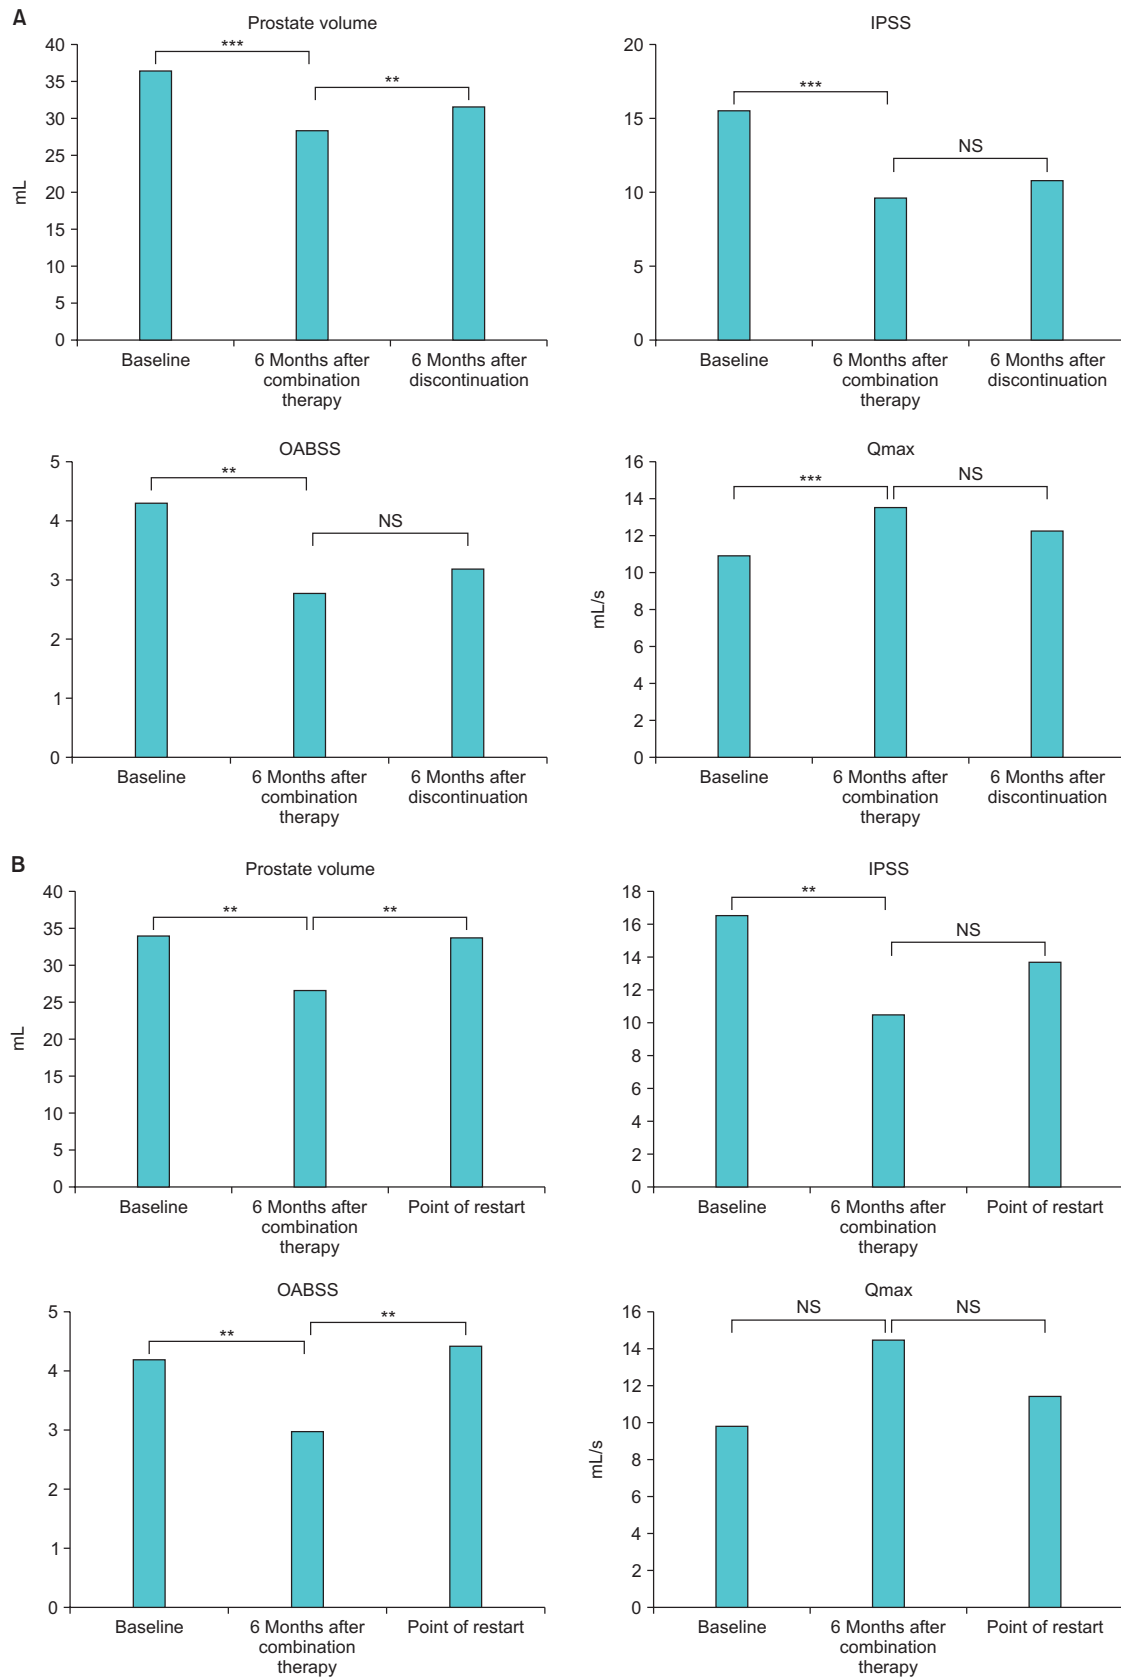 A
Prostate volume
40
35
30
25
20
15
10
5
0
mL
***
**
Baseline
6 Months after
combination
therapy
6 Months after
discontinuation
IPSS
20
15
10
5
0
***
NS
Baseline
6 Months after
combination
therapy
6 Months after
discontinuation
OABSS
5
4
3
2
1
0
**
NS
Baseline
6 Months after
combination
therapy
6 Months after
discontinuation
Qmax
16
14
12
10
8
6
4
2
0
mL/s
***
NS
Baseline
6 Months after
combination
therapy
6 Months after
discontinuation
B
Prostate volume
40
35
30
25
20
15
10
5
0
mL
**
**
Baseline
6 Months after
combination
therapy
Point of restart
IPSS
18
16
14
12
10
8
6
4
2
0
**
NS
Baseline
6 Months after
combination
therapy
Point of restart
OABSS
5
4
3
2
1
0
**
**
Baseline
6 Months after
combination
therapy
Point of restart
Qmax
16
14
12
10
8
6
4
2
0
mL/s
NS
NS
Baseline
6 Months after
combination
therapy
Point of restart